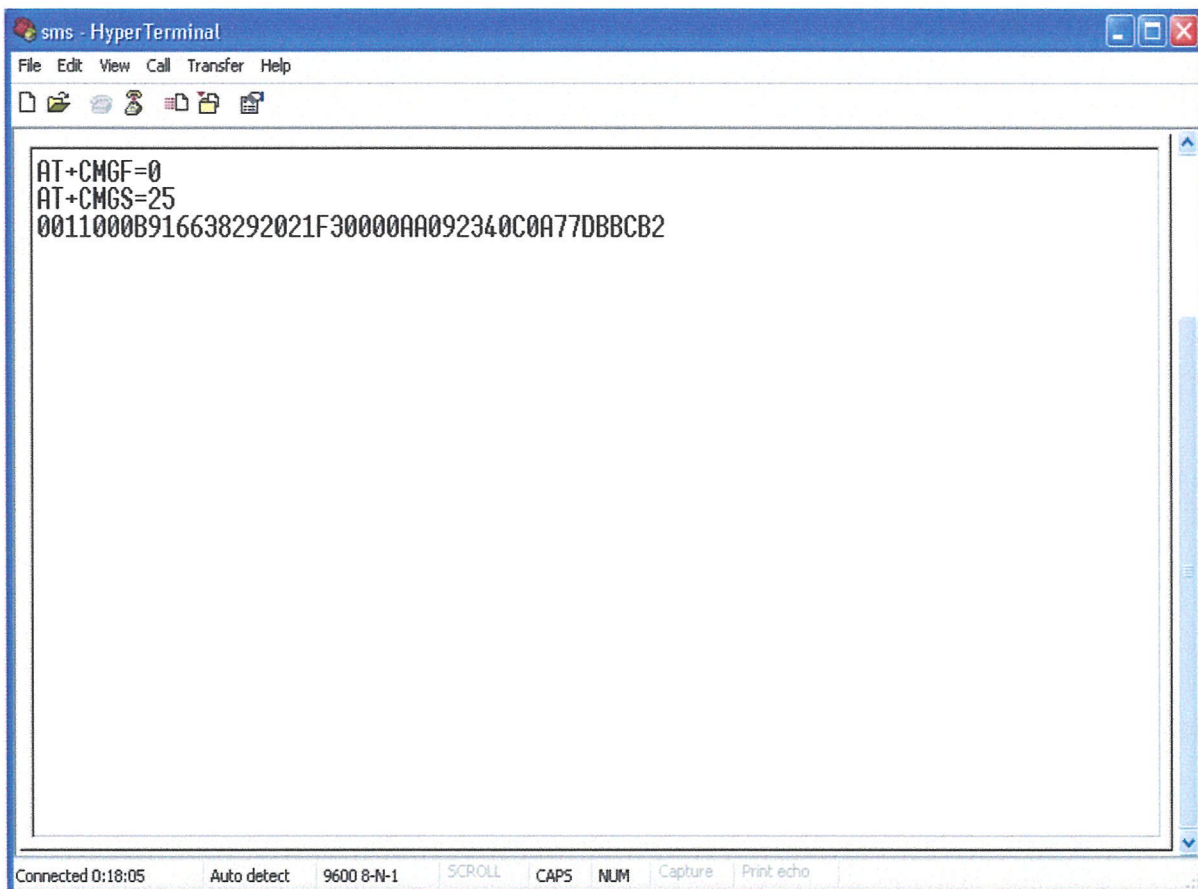 sms - HyperTerminal
File Edit View Call Transfer Help
AT+CMGF=0
AT+CMGS=25
0011000B916638292021F30000AA092340C0A77DBBCB2
Connected 0:18:05 Auto detect 9600 8-N-1 SCROLL CAPS NUM Capture Print echo